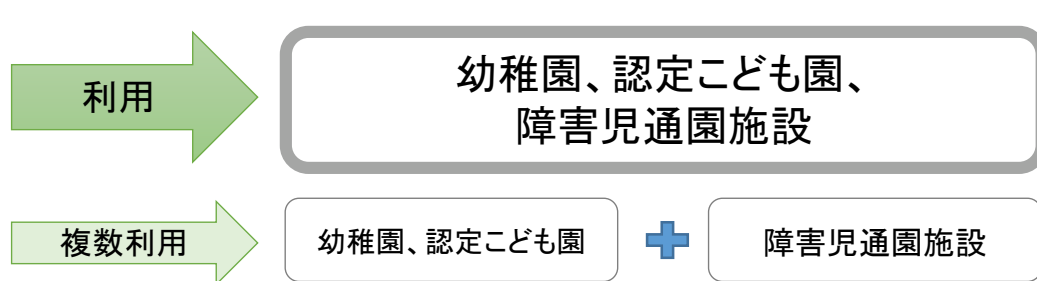 利用
幼稚園、認定こども園、
障害児通園施設
複数利用
幼稚園、認定こども園
障害児通園施設